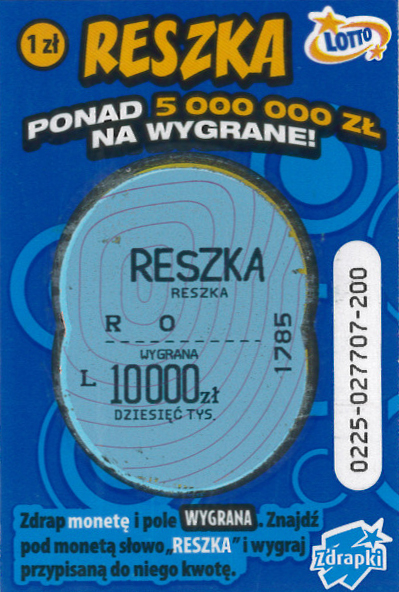 1 zł
RESZKA
LOTTO
PONAD 5 000 000 ZŁ
NA WYGRANE!
RESZKA
RESZKA
R O
1785
WYGRANA
L 10000zł
DZIESIĘĆ TYS.
0225-027707-200
Zdrap monetę i pole WYGRANA. Znajdź
pod monetą słowo „RESZKA” i wygraj
przypisaną do niego kwotę.
Zdrapki